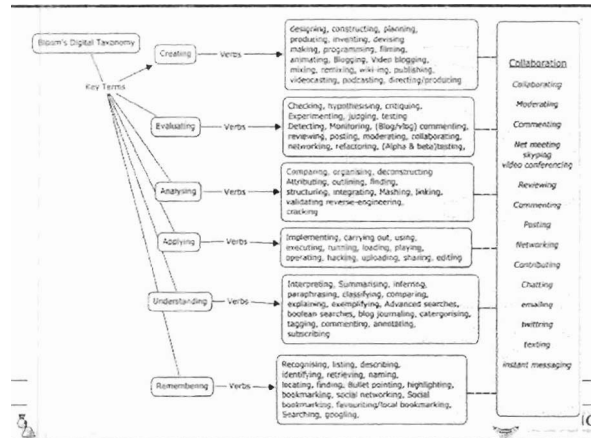 Bloom's Digital Taxonomy
Key Terms
Creating
Verbs
designing, constructing, planning,
producing, inventing, devising
making, programming, filming,
animating, Blogging, Video blogging,
mixing, remixing, wiki-ing, publishing,
videocasting, podcasting, directing/producing
Evaluating
Verbs
Checking, hypothesising, critiquing,
Experimenting, judging, testing
Detecting, Monitoring, (Blog/vlog) commenting,
reviewing, posting, moderating, collaborating,
networking, refactoring, (Alpha & beta)testing,
Analysing
Verbs
Comparing, organising, deconstructing
Attributing, outlining, finding,
structuring, integrating, Mashing, linking,
validating reverse-engineering,
cracking
Applying
Verbs
Implementing, carrying out, using,
executing, running, loading, playing,
operating, hacking, uploading, sharing, editing
Understanding
Verbs
Interpreting, Summarising, inferring,
paraphrasing, classifying, comparing,
explaining, exemplifying, Advanced searches,
boolean searches, blog journaling, catergorising,
tagging, commenting, annotating,
subscribing
Remembering
Verbs
Recognising, listing, describing,
identifying, retrieving, naming,
locating, finding, Bullet pointing, highlighting,
bookmarking, social networking, Social
bookmarking, favouriting/local bookmarking,
Searching, googling,
Collaboration
Collaborating
Moderating
Commenting
Net meeting
skyping
video conferencing
Reviewing
Commenting
Posting
Networking
Contributing
Chatting
emailing
twittring
texting
instant messaging